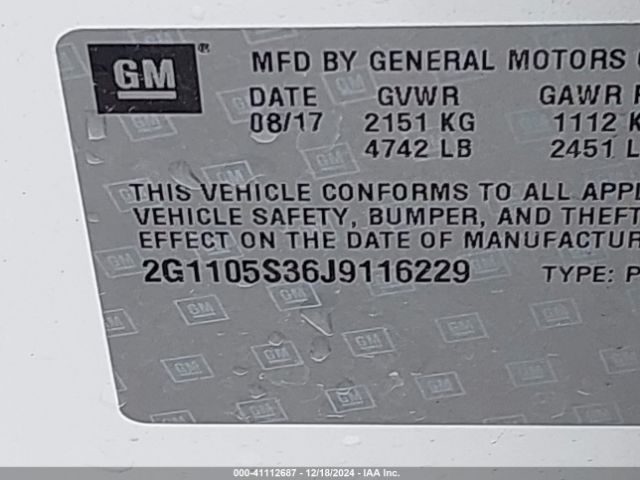 GM®
MFD BY GENERAL MOTORS
DATE GVWR GAWR
08/17 2151 KG 1112 K
4742 LB 2451 L
THIS VEHICLE CONFORMS TO ALL APPL
VEHICLE SAFETY, BUMPER, AND THEFT
EFFECT ON THE DATE OF MANUFACTUR
2G1105S36J9116229 TYPE: P
000-41112687 - 12/18/2024 - IAA Inc.